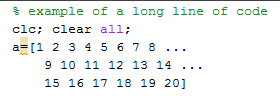 % example of a long line of code
clc; clear all;
a=[1 2 3 4 5 6 7 8 ...
9 10 11 12 13 14 ...
15 16 17 18 19 20]